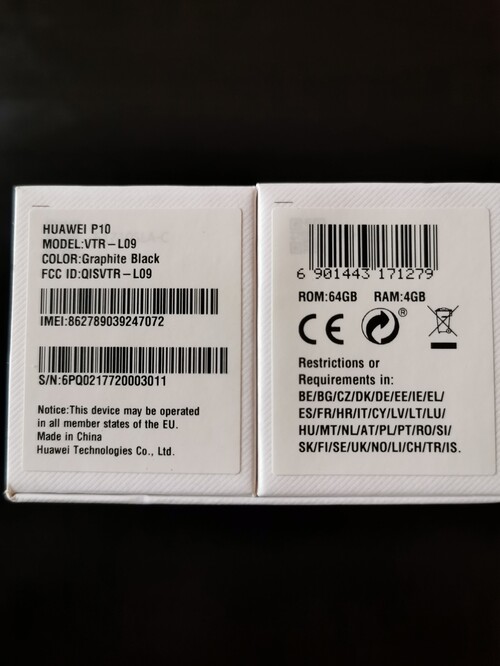 HUAWEI P10
MODEL:VTR-L09
COLOR:Graphite Black
FCC ID:QISVTR-L09
IMEI:862789039247072
S/N:6PQ0217720003011
Notice:This device may be operated
in all member states of the EU.
Made in China
Huawei Technologies Co., Ltd.
6 901443 171279
ROM:64GB RAM:4GB
CE ®
Restrictions or
Requirements in:
BE/BG/CZ/DK/DE/EE/IE/EL/
ES/FR/HR/IT/CY/LV/LT/LU/
HU/MT/NL/AT/PL/PT/RO/SI/
SK/FI/SE/UK/NO/LI/CH/TR/IS.